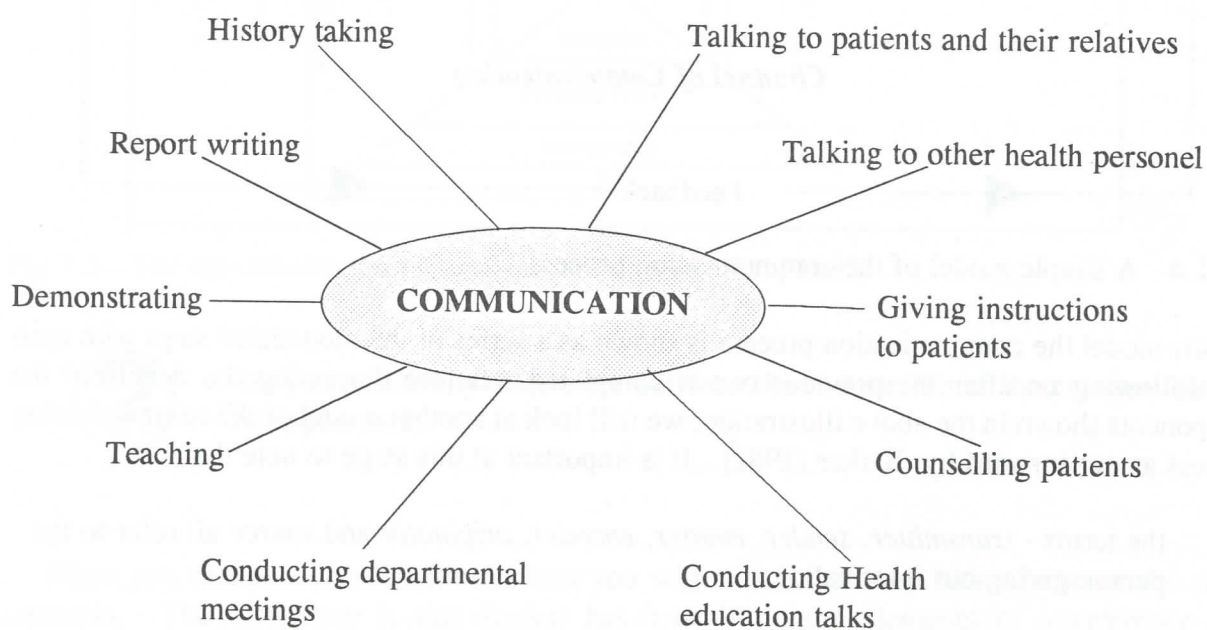 History taking
Talking to patients and their relatives
Report writing
Talking to other health personel
Demonstrating
COMMUNICATION
Giving instructions
to patients
Teaching
Counselling patients
Conducting departmental
meetings
Conducting Health
education talks